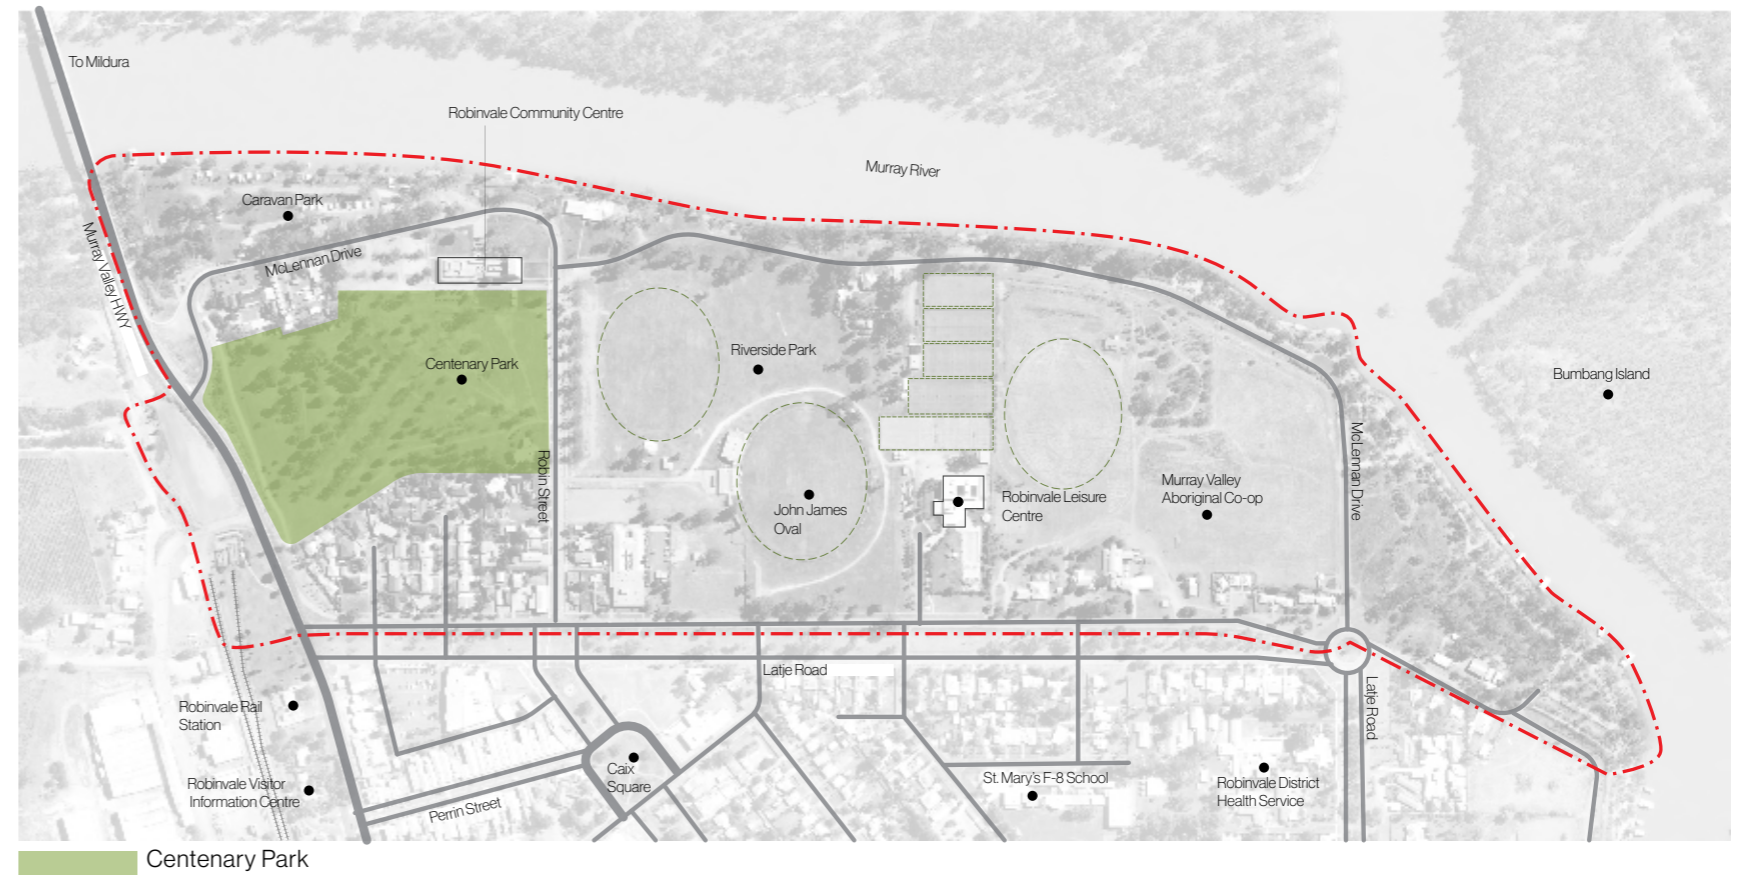 To Mildura
Robinvale Community Centre
Murray River
Caravan Park
Murray Valley HWY
McLennan Drive
Centenary Park
Riverside Park
Bumbang Island
Robin Street
John James
Oval
Robinvale Leisure
Centre
Murray Valley
Aboriginal Co-op
McLennan Drive
Latje Road
Latje Road
Robinvale Rail
Station
Robinvale Visitor
Information Centre
Perrin Street
Caix
Square
St. Mary's F-8 School
Robinvale District
Health Service
Centenary Park